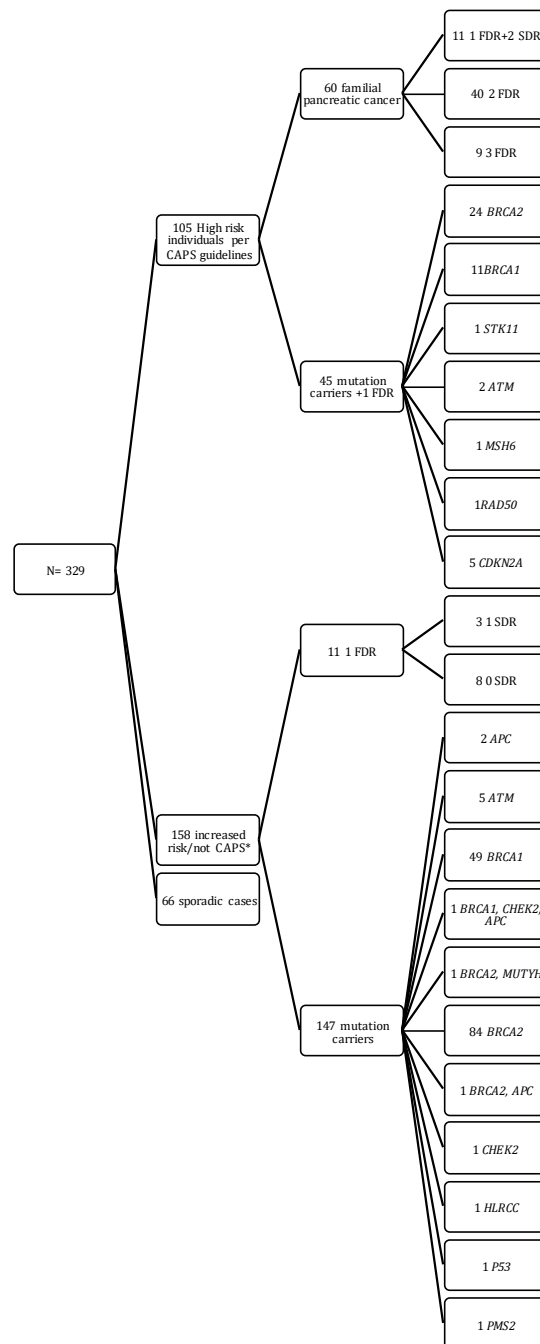 11 1 FDR+2 SDR
60 familial
pancreatic cancer
40 2 FDR
9 3 FDR
105 High risk
individuals per
CAPS guidelines
24 BRCA2
11BRCA1
1 STK11
45 mutation
carriers +1 FDR
2 ATM
1 MSH6
1RAD50
5 CDKN2A
N= 329
11 1 FDR
3 1 SDR
8 0 SDR
158 increased
risk/not CAPS*
66 sporadic cases
2 APC
5 ATM
49 BRCA1
1 BRCA1, CHEK2,
APC
1 BRCA2, MUTYH
147 mutation
carriers
84 BRCA2
1 BRCA2, APC
1 CHEK2
1 HLRCC
1 P53
1 PMS2